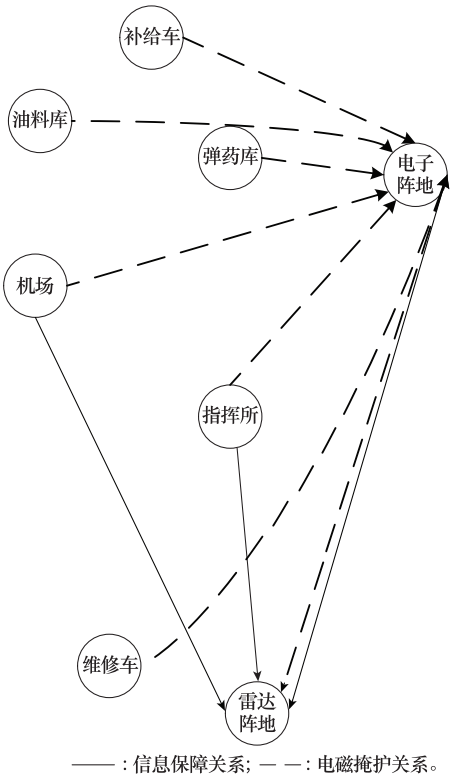 补给车
油料库
弹药库
电子
阵地
机场
指挥所
维修车
雷达
阵地
——：信息保障关系；— —：电磁掩护关系。